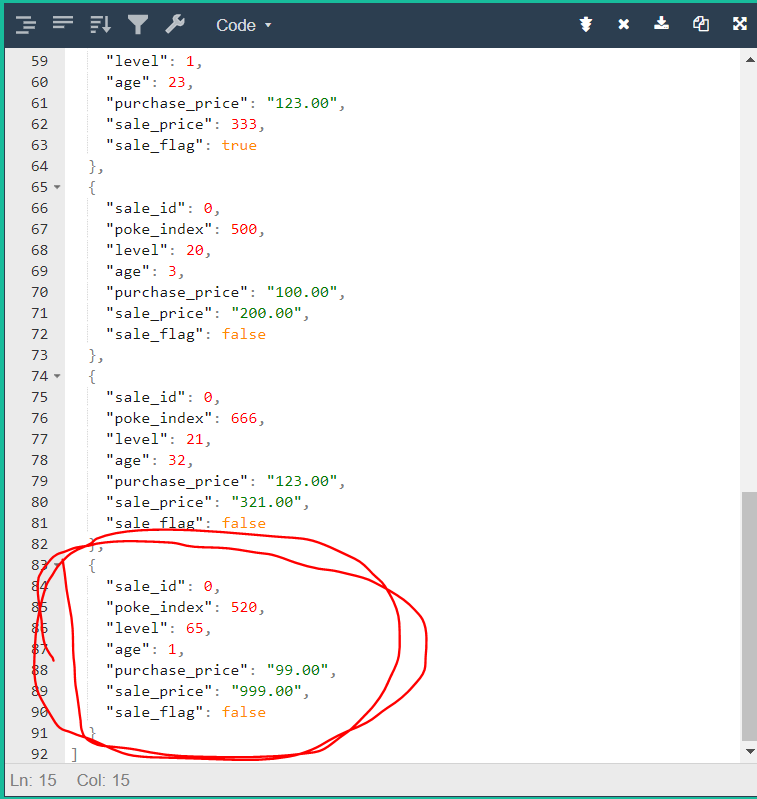 Code
59 "level": 1,
60 "age": 23,
61 "purchase_price": "123.00",
62 "sale_price": 333,
63 "sale_flag": true
64 },
65 {
66 "sale_id": 0,
67 "poke_index": 500,
68 "level": 20,
69 "age": 3,
70 "purchase_price": "100.00",
71 "sale_price": "200.00",
72 "sale_flag": false
73 },
74 {
75 "sale_id": 0,
76 "poke_index": 666,
77 "level": 21,
78 "age": 32,
79 "purchase_price": "123.00",
80 "sale_price": "321.00",
81 "sale_flag": false
82 },
83 {
84 "sale_id": 0,
85 "poke_index": 520,
86 "level": 65,
87 "age": 1,
88 "purchase_price": "99.00",
89 "sale_price": "999.00",
90 "sale_flag": false
91 }
92 ]
Ln: 15 Col: 15